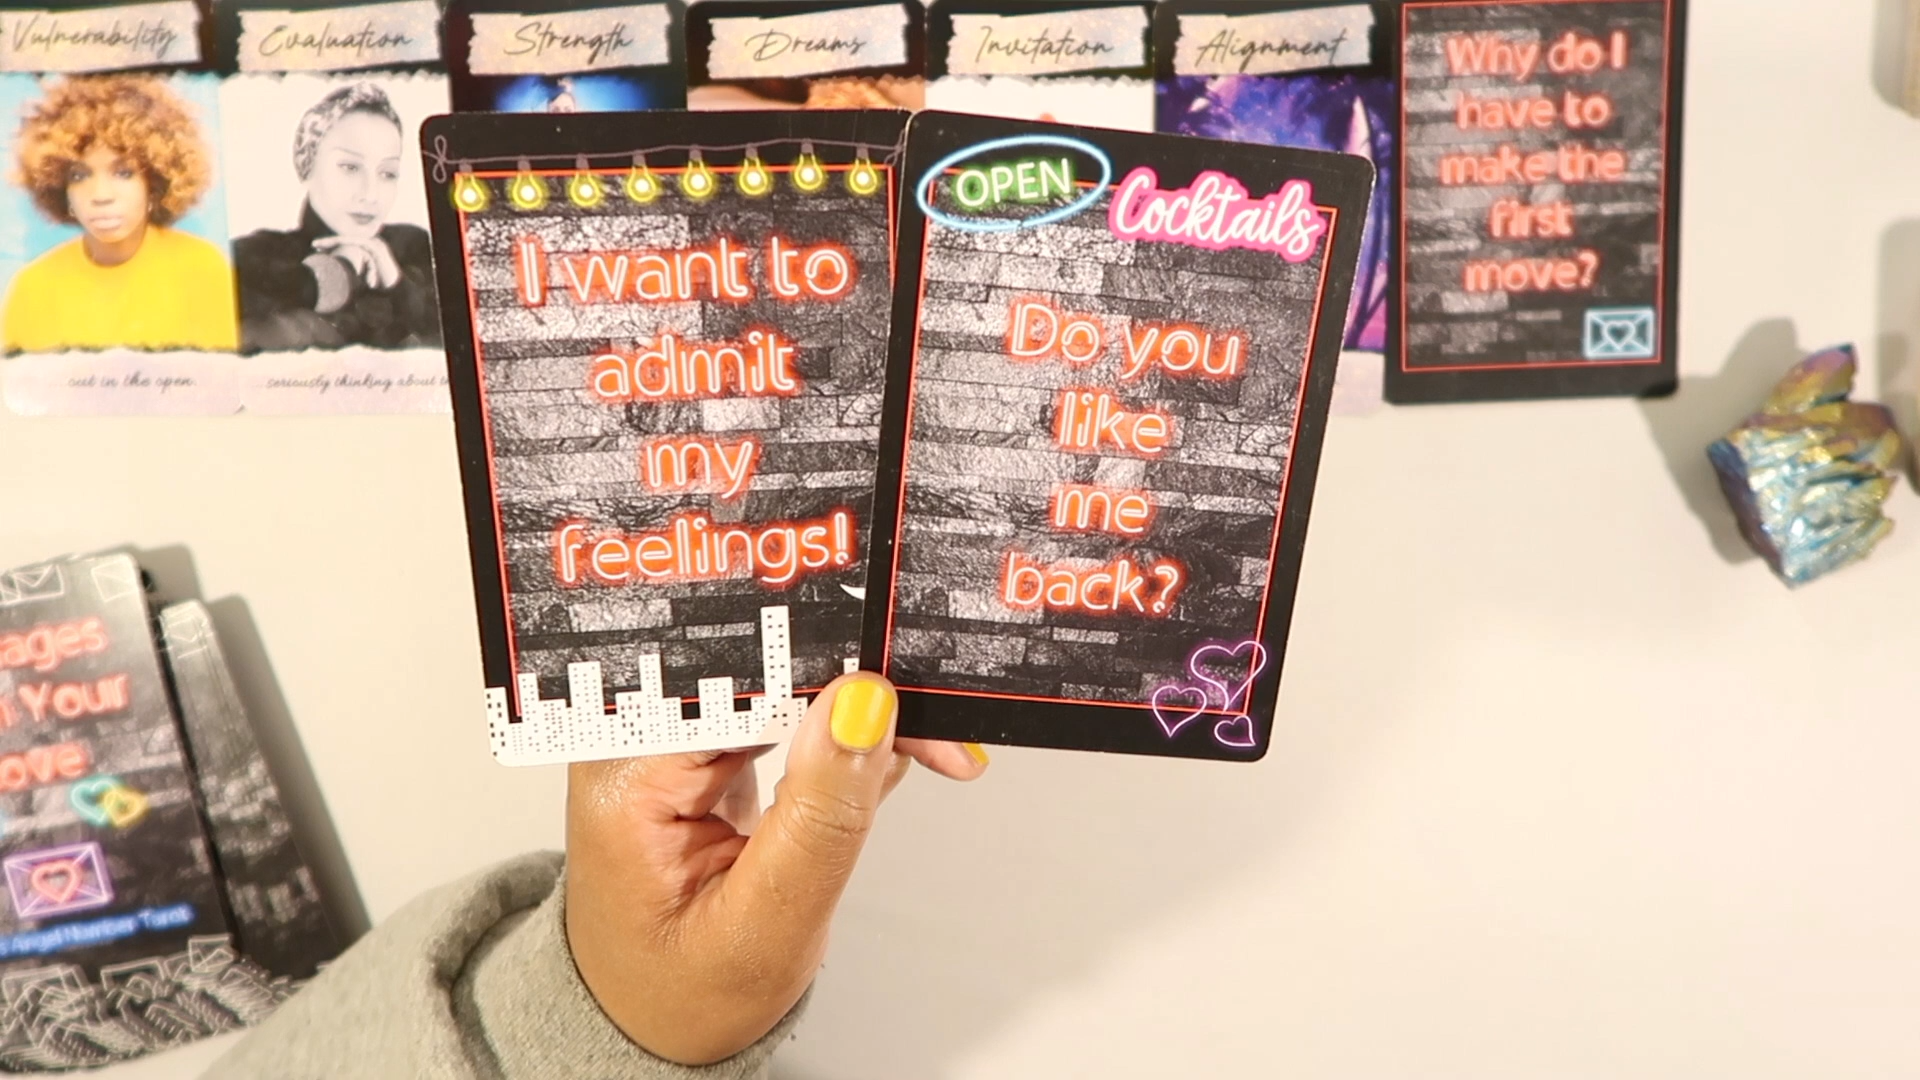 Vulnerability
Evaluation
Strength
Dreams
Invitation
Alignment
Why do I
have to
make the
first
move?
OPEN
Cocktails
I want to
admit
my
feelings!
Do you
like
me
back?
...out in the open.
...seriously thinking about th
ages
Your
ove
Angel Number Tarot